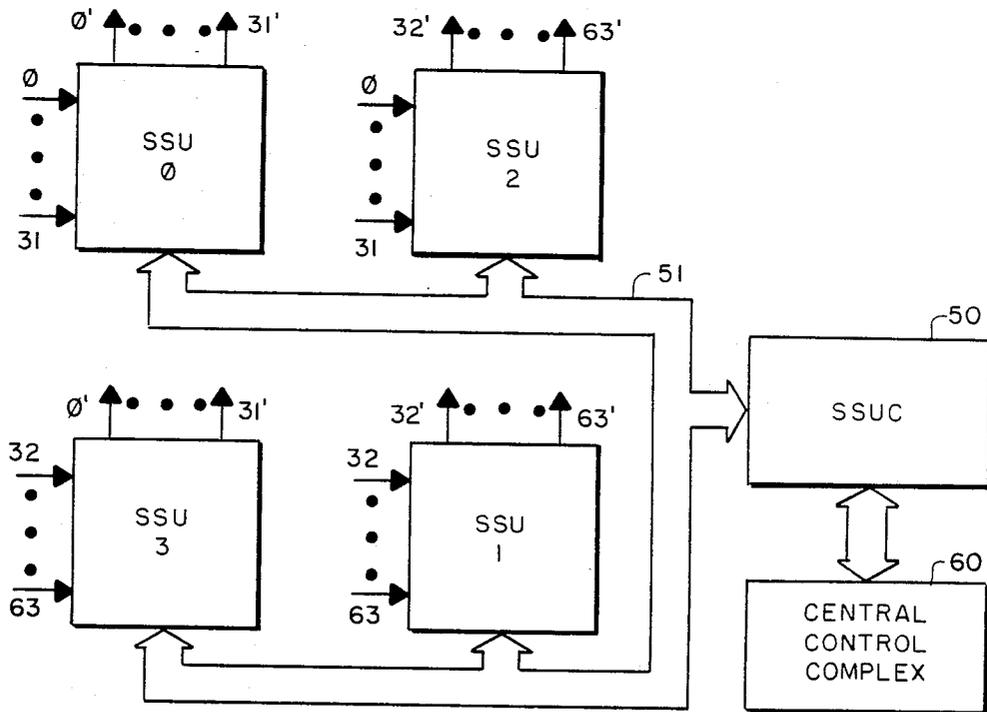 Ø' 31'
Ø
SSU
Ø
31
32' 63'
Ø
SSU
2
31
51
50
SSUC
Ø' 31'
32
SSU
3
63
32' 63'
32
SSU
1
63
60
CENTRAL
CONTROL
COMPLEX